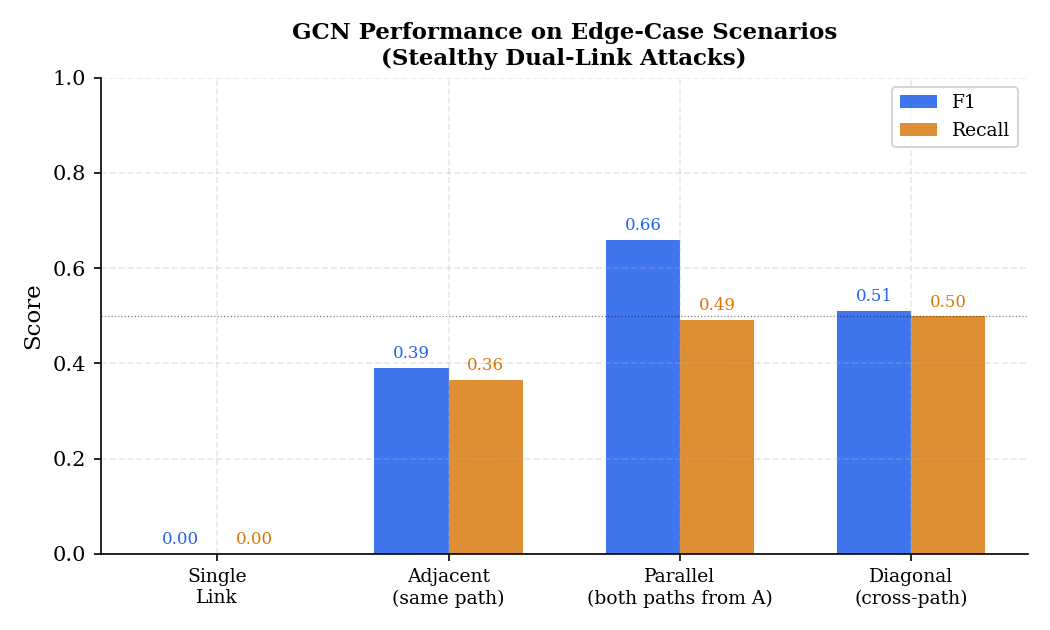 GCN Performance on Edge-Case Scenarios
(Stealthy Dual-Link Attacks)
F1
Recall
Score
1.0
0.8
0.6
0.4
0.2
0.0
0.00
0.00
0.39
0.36
0.66
0.49
0.51
0.50
Single
Link
Adjacent
(same path)
Parallel
(both paths from A)
Diagonal
(cross-path)